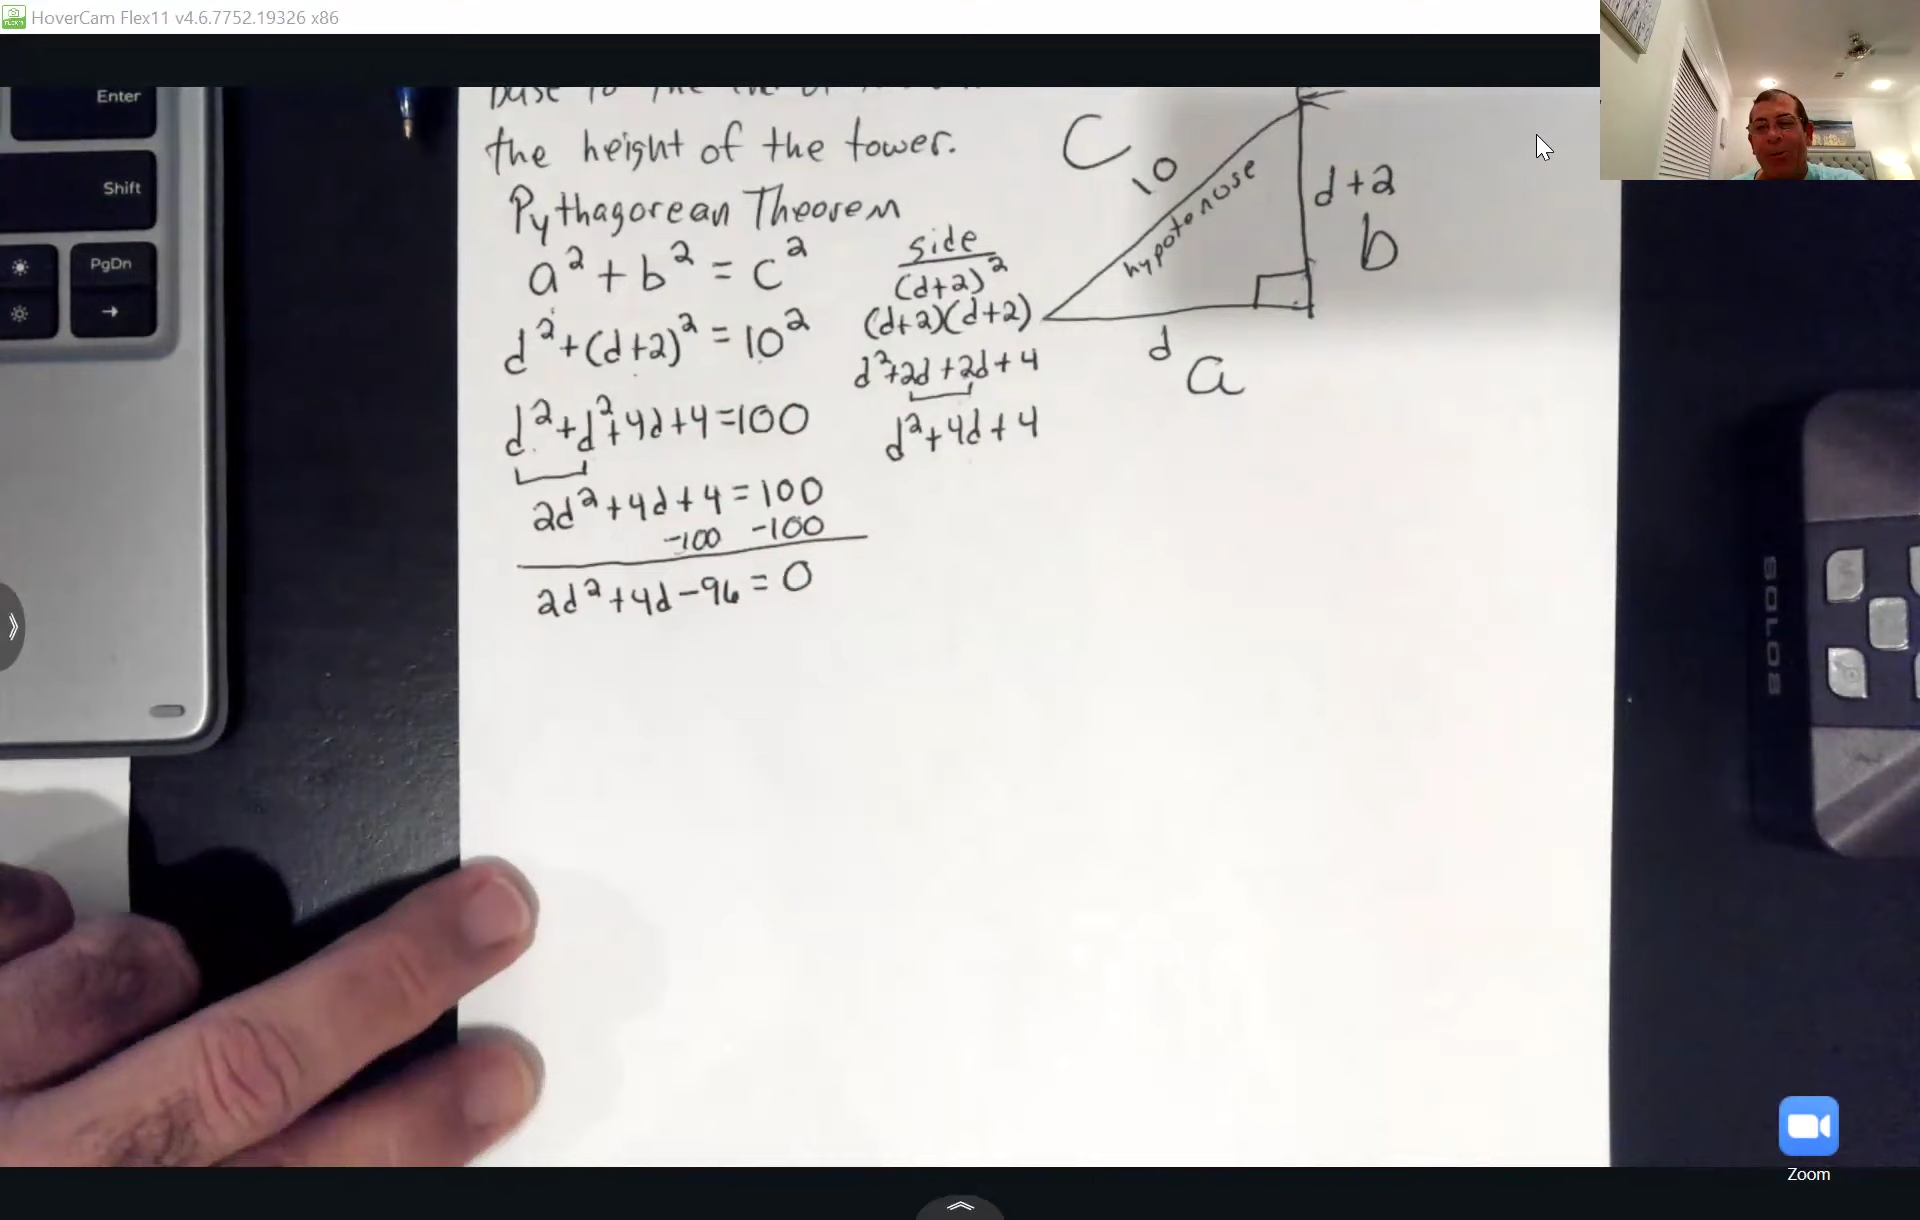 HoverCam Flex11 v4.6.7752.19326 x86
Enter
Shift
PgDn
the height of the tower.
Pythagorean Theorem
a² + b² = c²
d² + (d+2)² = 10²
d² + d² + 4d + 4 = 100
2d² + 4d + 4 = 100
-100 -100
2d² + 4d - 96 = 0
side
(d+2)²
(d+2)(d+2)
d² + 2d + 2d + 4
d² + 4d + 4
C
10
hypotenuse
d+2
b
d
a
SOLO8
Zoom